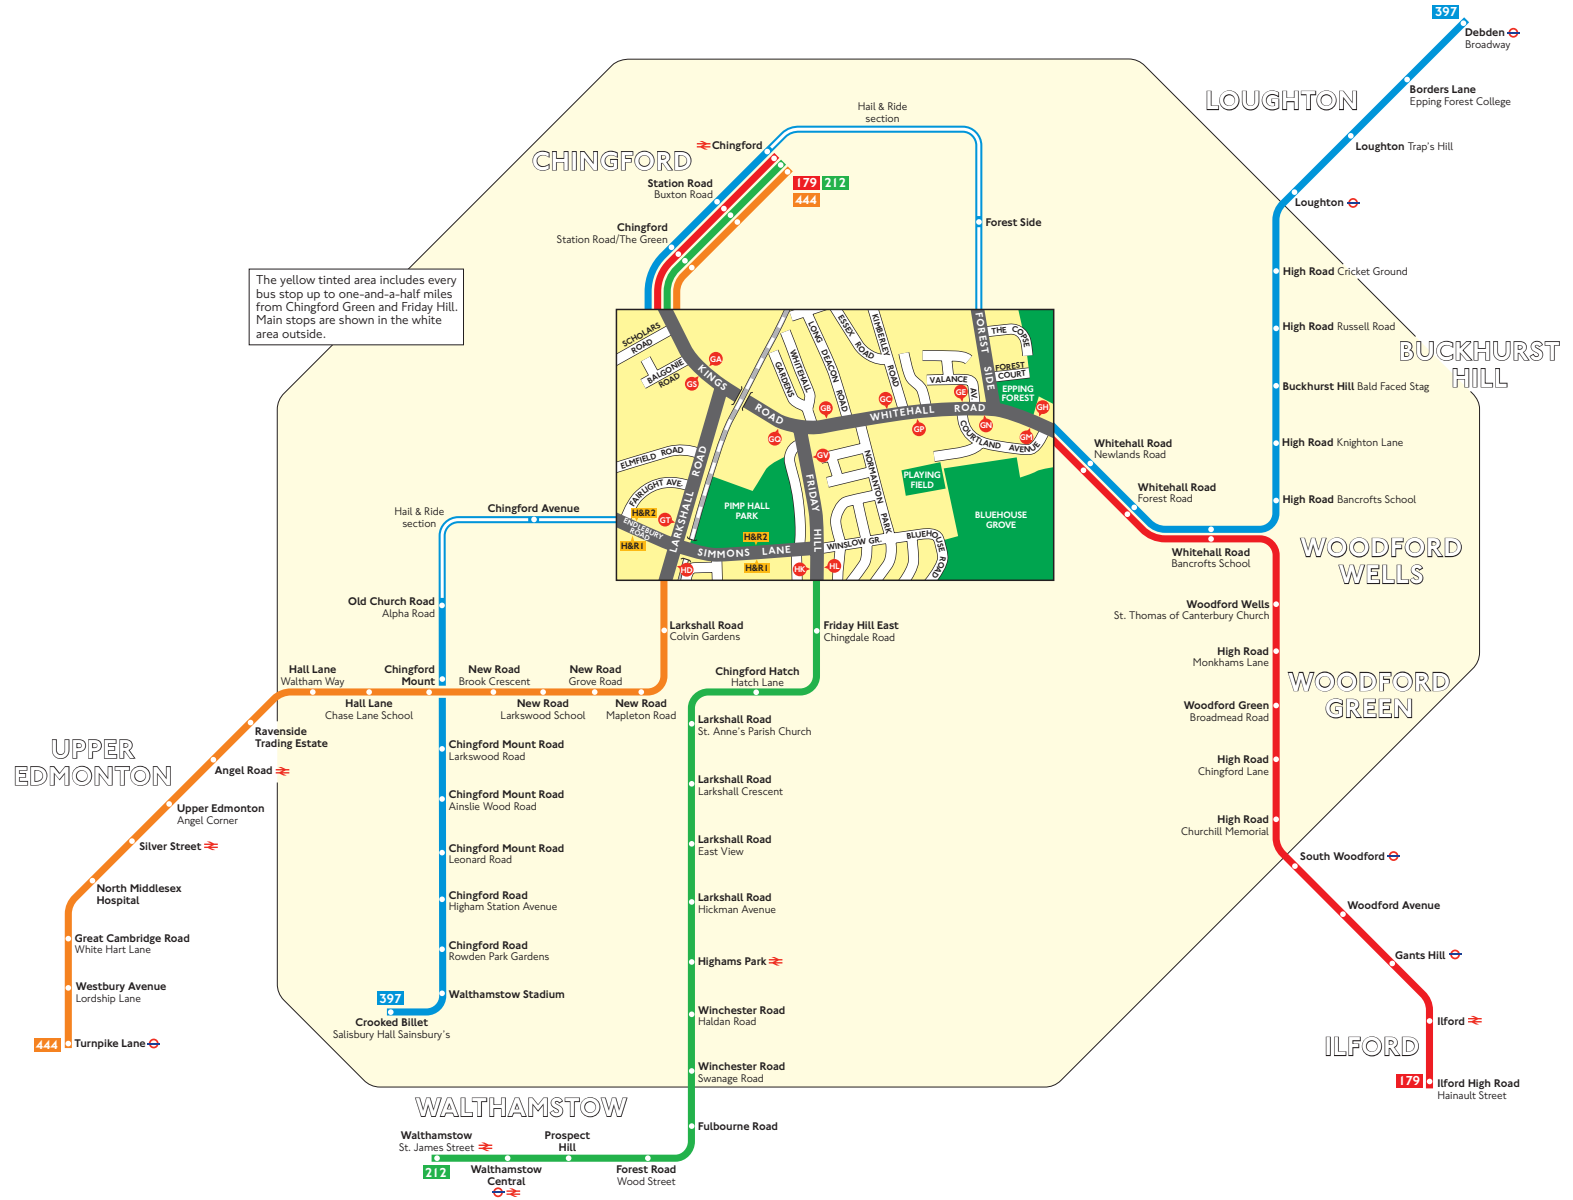 397
Debden
Broadway
Borders Lane
Epping Forest College
LOUGHTON
Loughton Trap's Hill
Loughton
Hail & Ride
section
Chingford
CHINGFORD
179 212
444
Station Road
Buxton Road
Chingford
Station Road/The Green
Forest Side
High Road Cricket Ground
High Road Russell Road
BUCKHURST
HILL
Buckhurst Hill Bald Faced Stag
High Road Knighton Lane
High Road Bancrofts School
The yellow tinted area includes every
bus stop up to one-and-a-half miles
from Chingford Green and Friday Hill.
Main stops are shown in the white
area outside.
SCHOLARS
ROAD
BALGONIE
ROAD
GA
GS
KINGS
ROAD
WHITEHALL
GARDENS
LONG DEACON ROAD
ESSEX
ROAD
KIMBERLEY
ROAD
FOREST SIDE
THE COPSE
FOREST
COURT
EPPING
FOREST
VALANCE
AV.
GE
GC
GB
GH
WHITEHALL ROAD
GP
GN
GM
GQ
GV
COURTLAND AVENUE
ELMFIELD ROAD
FAIRLIGHT AVE.
LARKSHALL ROAD
FRIDAY HILL
NORMANTON PARK
PLAYING
FIELD
PIMP HALL
PARK
BLUEHOUSE
GROVE
H&R2
GT
ENDLEBURY
ROAD
H&R1
H&R2
SIMMONS LANE
H&R1
WINSLOW GR.
BLUEHOUSE
ROAD
HD
HK
HL
Whitehall Road
Newlands Road
Whitehall Road
Forest Road
Whitehall Road
Bancrofts School
WOODFORD
WELLS
Hail & Ride
section
Chingford Avenue
Old Church Road
Alpha Road
Larkshall Road
Colvin Gardens
Friday Hill East
Chingdale Road
Woodford Wells
St. Thomas of Canterbury Church
High Road
Monkhams Lane
WOODFORD
GREEN
Woodford Green
Broadmead Road
High Road
Chingford Lane
High Road
Churchill Memorial
Hall Lane
Waltham Way
Chingford
Mount
New Road
Brook Crescent
New Road
Grove Road
Chingford Hatch
Hatch Lane
Hall Lane
Chase Lane School
New Road
Larkswood School
New Road
Mapleton Road
Larkshall Road
St. Anne's Parish Church
Ravenside
Trading Estate
UPPER
EDMONTON
Angel Road
Chingford Mount Road
Larkswood Road
Larkshall Road
Larkshall Crescent
Upper Edmonton
Angel Corner
Chingford Mount Road
Ainslie Wood Road
Silver Street
Chingford Mount Road
Leonard Road
Larkshall Road
East View
South Woodford
North Middlesex
Hospital
Chingford Road
Higham Station Avenue
Larkshall Road
Hickman Avenue
Woodford Avenue
Great Cambridge Road
White Hart Lane
Chingford Road
Rowden Park Gardens
Highams Park
Gants Hill
Westbury Avenue
Lordship Lane
397
Walthamstow Stadium
Crooked Billet
Salisbury Hall Sainsbury's
Winchester Road
Haldan Road
Ilford
444
Turnpike Lane
ILFORD
Winchester Road
Swanage Road
179
Ilford High Road
Hainault Street
WALTHAMSTOW
Fulbourne Road
Walthamstow
St. James Street
Prospect
Hill
212
Walthamstow
Central
Forest Road
Wood Street